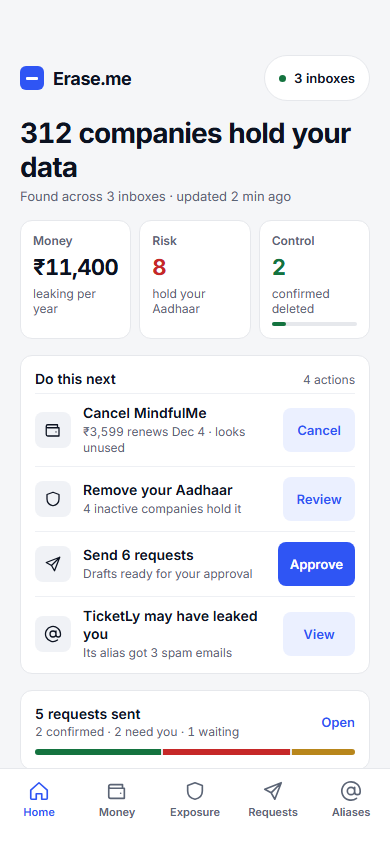 Erase.me
3 inboxes
312 companies hold your
data
Found across 3 inboxes · updated 2 min ago
Money
₹11,400
leaking per
year
Risk
8
hold your
Aadhaar
Control
2
confirmed
deleted
Do this next
4 actions
Cancel MindfulMe
₹3,599 renews Dec 4 · looks
unused
Cancel
Remove your Aadhaar
4 inactive companies hold it
Review
Send 6 requests
Drafts ready for your approval
Approve
TicketLy may have leaked
you
Its alias got 3 spam emails
View
5 requests sent
2 confirmed · 2 need you · 1 waiting
Open
Home
Money
Exposure
Requests
Aliases